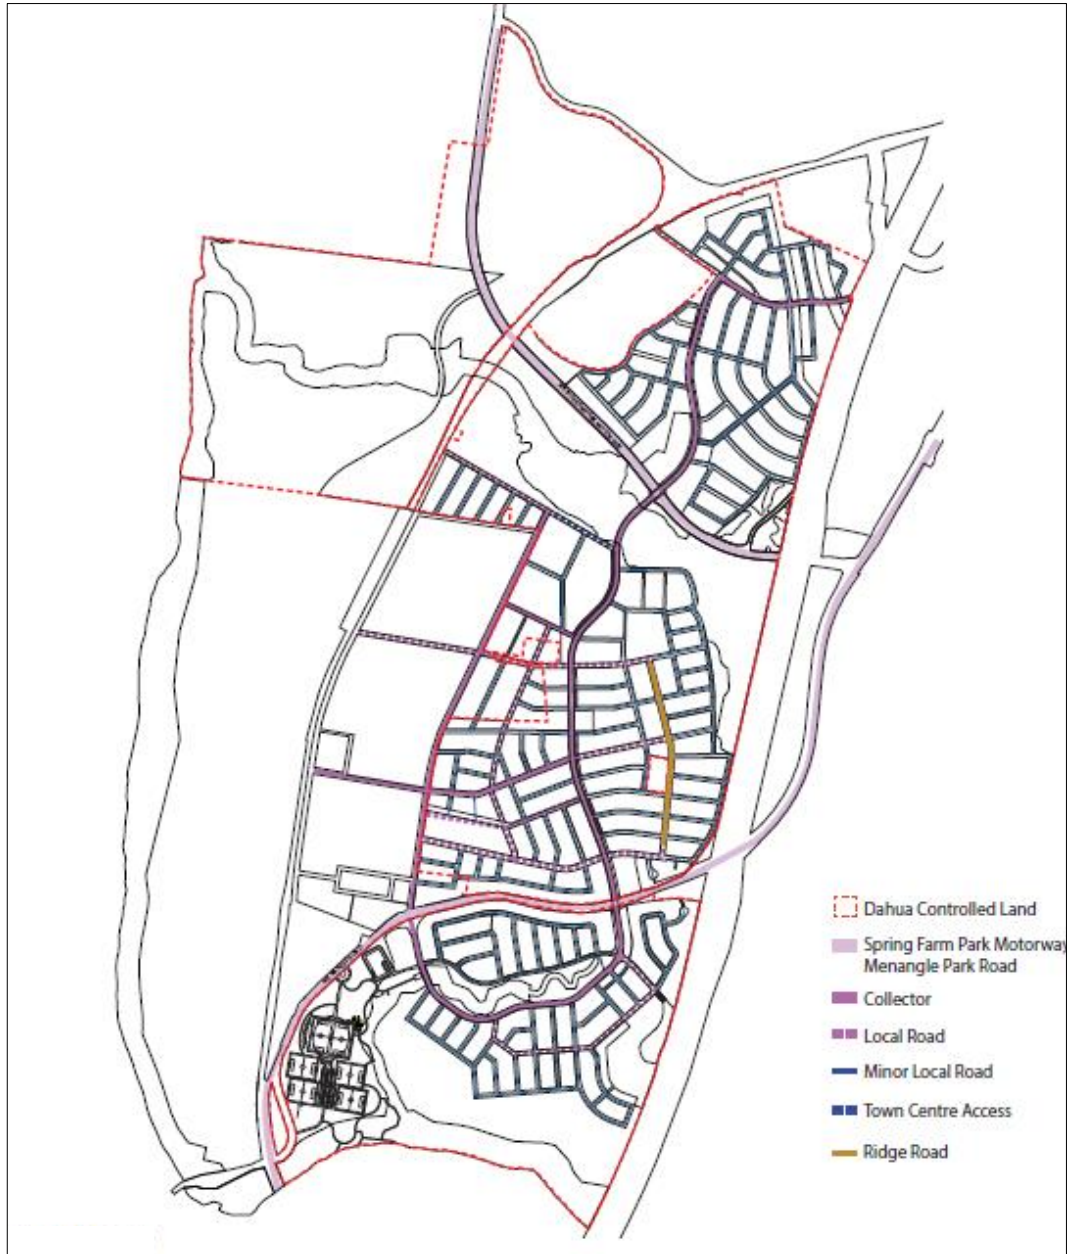 Dahua Controlled Land
Spring Farm Park Motorway
Menangle Park Road
Collector
Local Road
Minor Local Road
Town Centre Access
Ridge Road